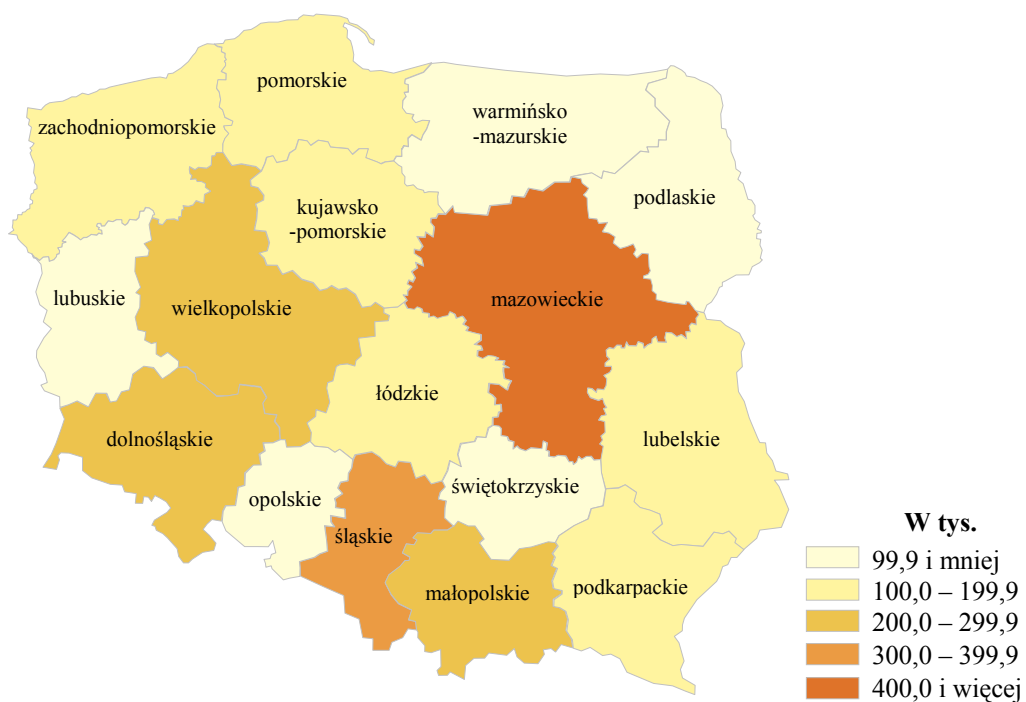 pomorskie
zachodniopomorskie
warmińsko
-mazurskie
podlaskie
kujawsko
-pomorskie
lubuskie
wielkopolskie
mazowieckie
łódzkie
dolnośląskie
lubelskie
opolskie
świętokrzyskie
śląskie
małopolskie
podkarpackie
W tys.
99,9 i mniej
100,0 – 199,9
200,0 – 299,9
300,0 – 399,9
400,0 i więcej